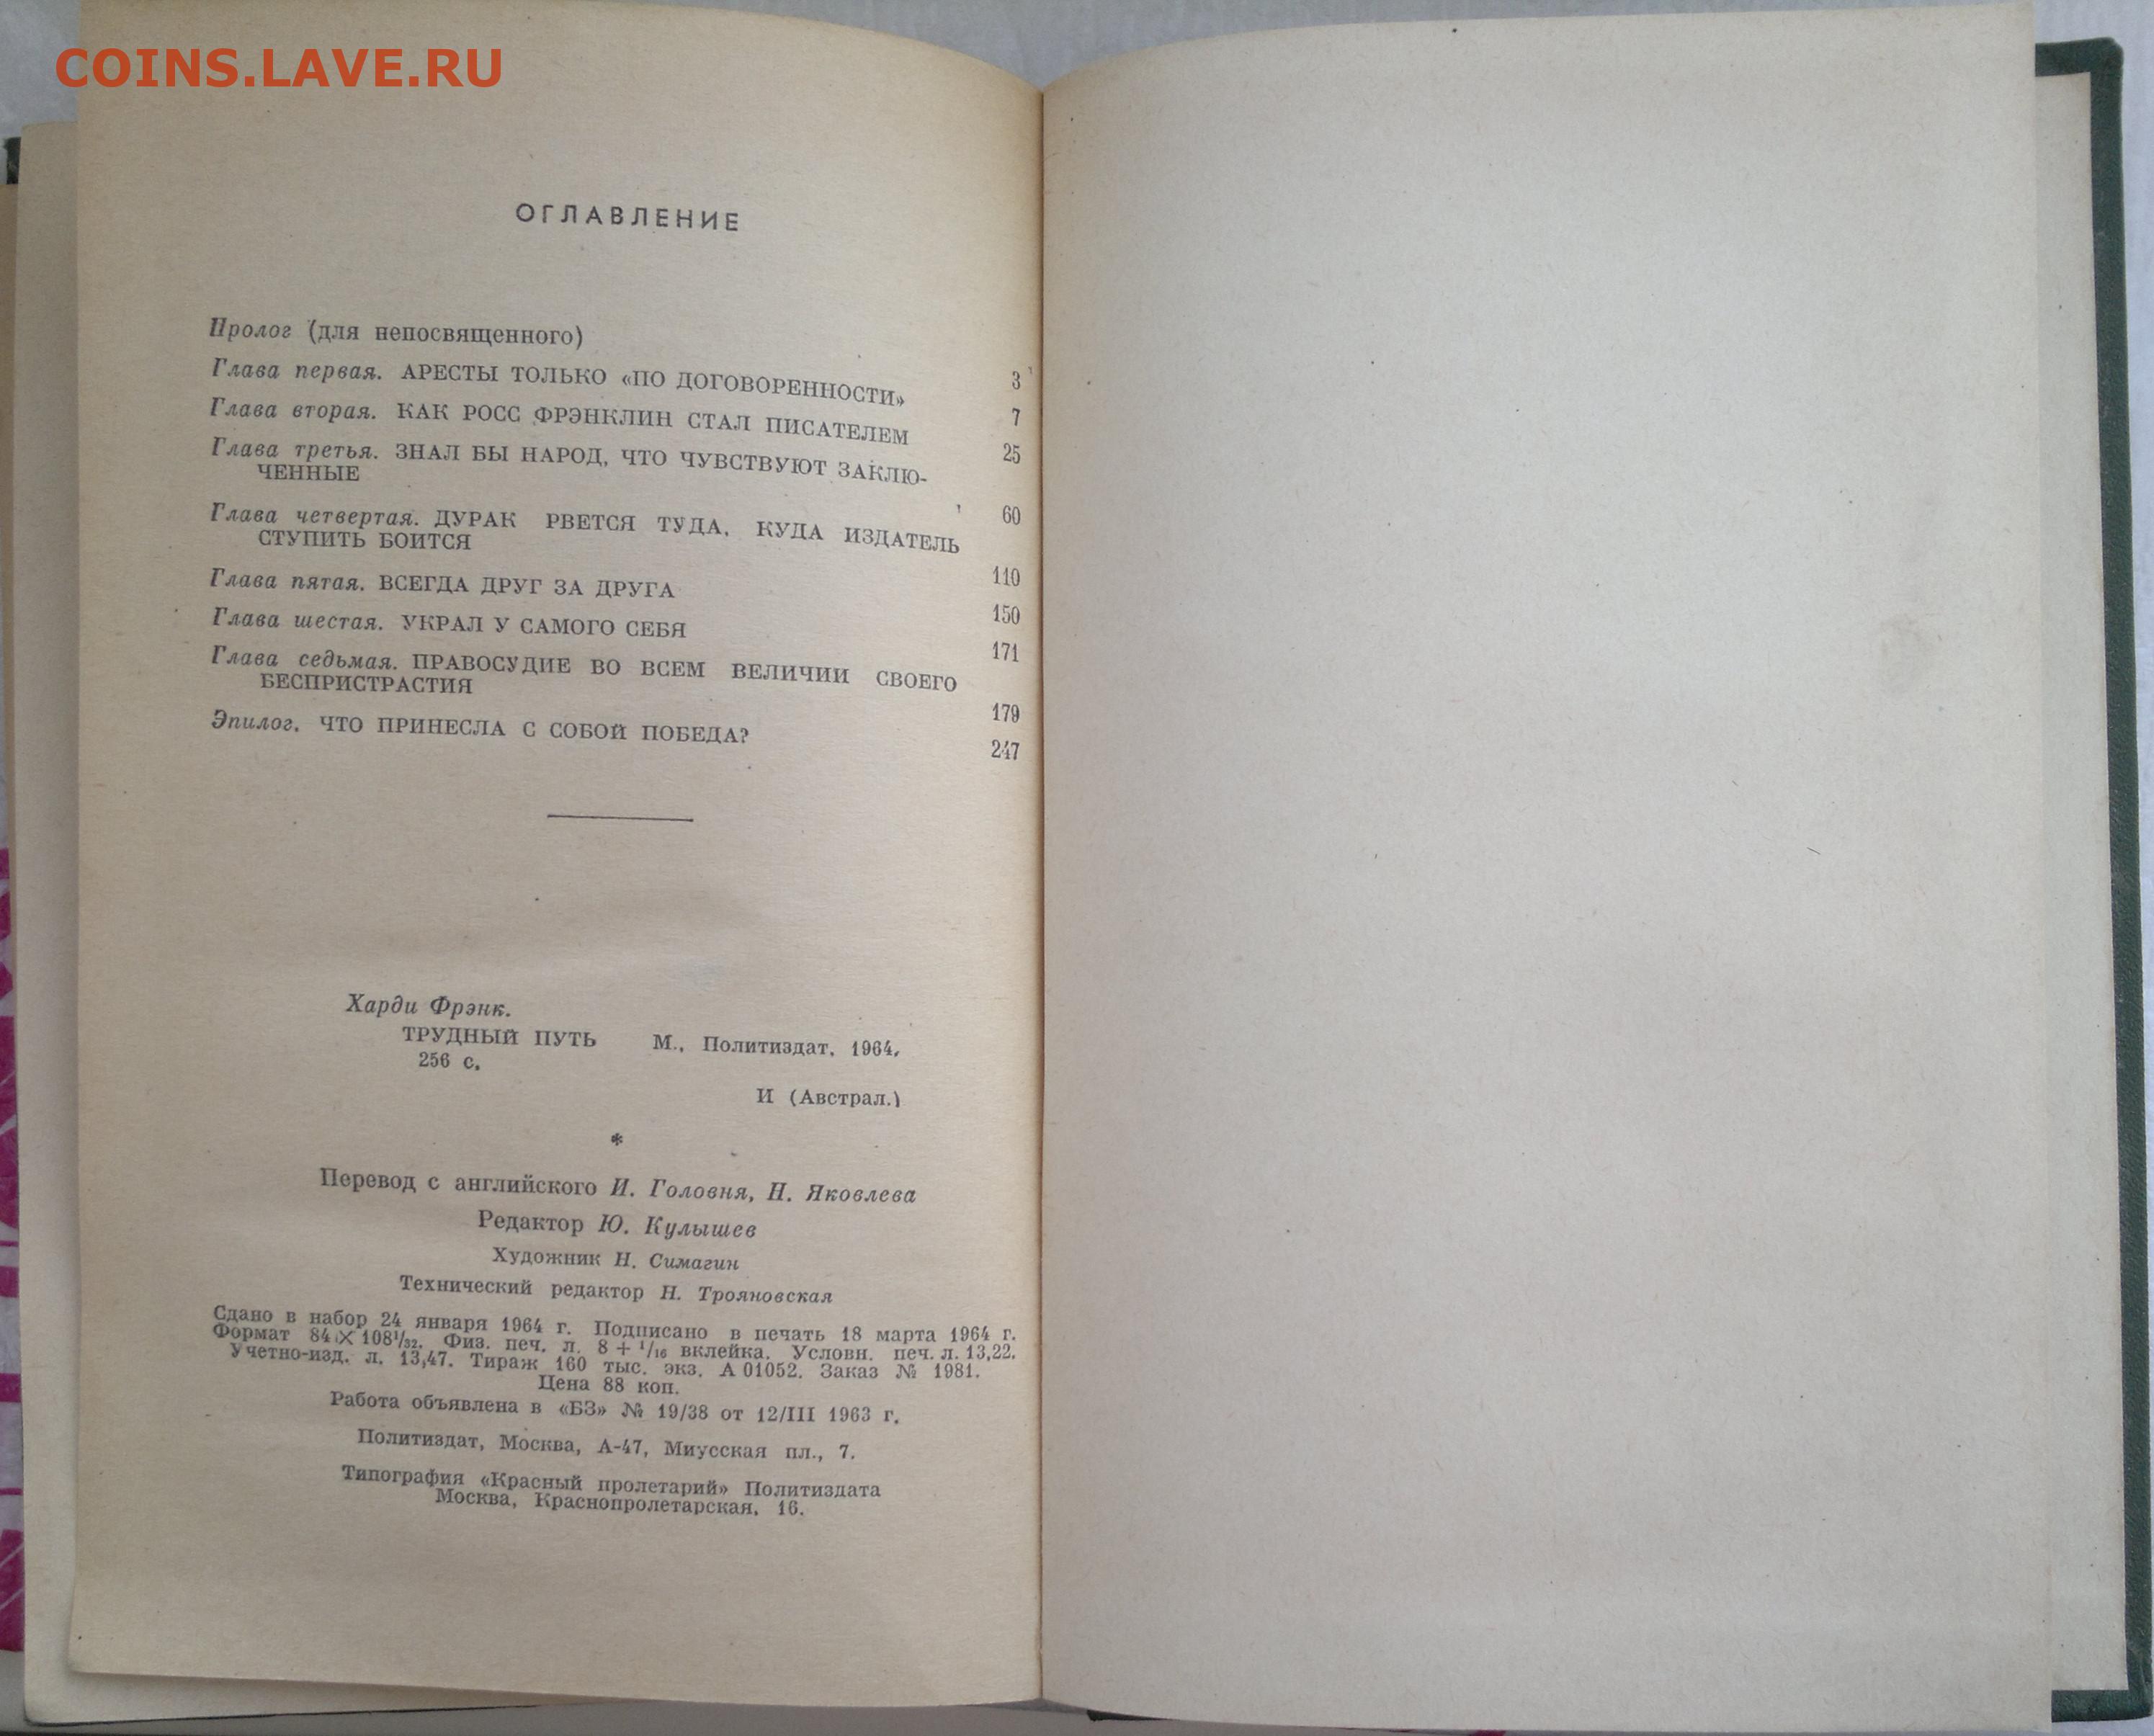 COINS.LAVE.RU
ОГЛАВЛЕНИЕ
Пролог (для непосвященного) 3
Глава первая. АРЕСТЫ ТОЛЬКО «ПО ДОГОВОРЕННОСТИ» 7
Глава вторая. КАК РОСС ФРЭНКЛИН СТАЛ ПИСАТЕЛЕМ 25
Глава третья. ЗНАЛ БЫ НАРОД, ЧТО ЧУВСТВУЮТ ЗАКЛЮ-
ЧЕННЫЕ 60
Глава четвертая. ДУРАК РВЕТСЯ ТУДА, КУДА ИЗДАТЕЛЬ
СТУПИТЬ БОИТСЯ 110
Глава пятая. ВСЕГДА ДРУГ ЗА ДРУГА 150
Глава шестая. УКРАЛ У САМОГО СЕБЯ 171
Глава седьмая. ПРАВОСУДИЕ ВО ВСЕМ ВЕЛИЧИИ СВОЕГО
БЕСПРИСТРАСТИЯ 179
Эпилог. ЧТО ПРИНЕСЛА С СОБОЙ ПОБЕДА? 247
Харди Фрэнк.
ТРУДНЫЙ ПУТЬ М., Политиздат, 1964.
256 с.
И (Австрал.)
*
Перевод с английского И. Головня, Н. Яковлева
Редактор Ю. Кулышев
Художник Н. Симагин
Технический редактор Н. Трояновская
Сдано в набор 24 января 1964 г. Подписано в печать 18 марта 1964 г.
Формат 84 × 108¹/₃₂. Физ. печ. л. 8 + ¹/₁₆ вклейка. Условн. печ. л. 13,22.
Учетно-изд. л. 13,47. Тираж 160 тыс. экз. А 01052. Заказ № 1981.
Цена 88 коп.
Работа объявлена в «БЗ» № 19/38 от 12/III 1963 г.
Политиздат, Москва, А-47, Миусская пл., 7.
Типография «Красный пролетарий» Политиздата
Москва, Краснопролетарская, 16.